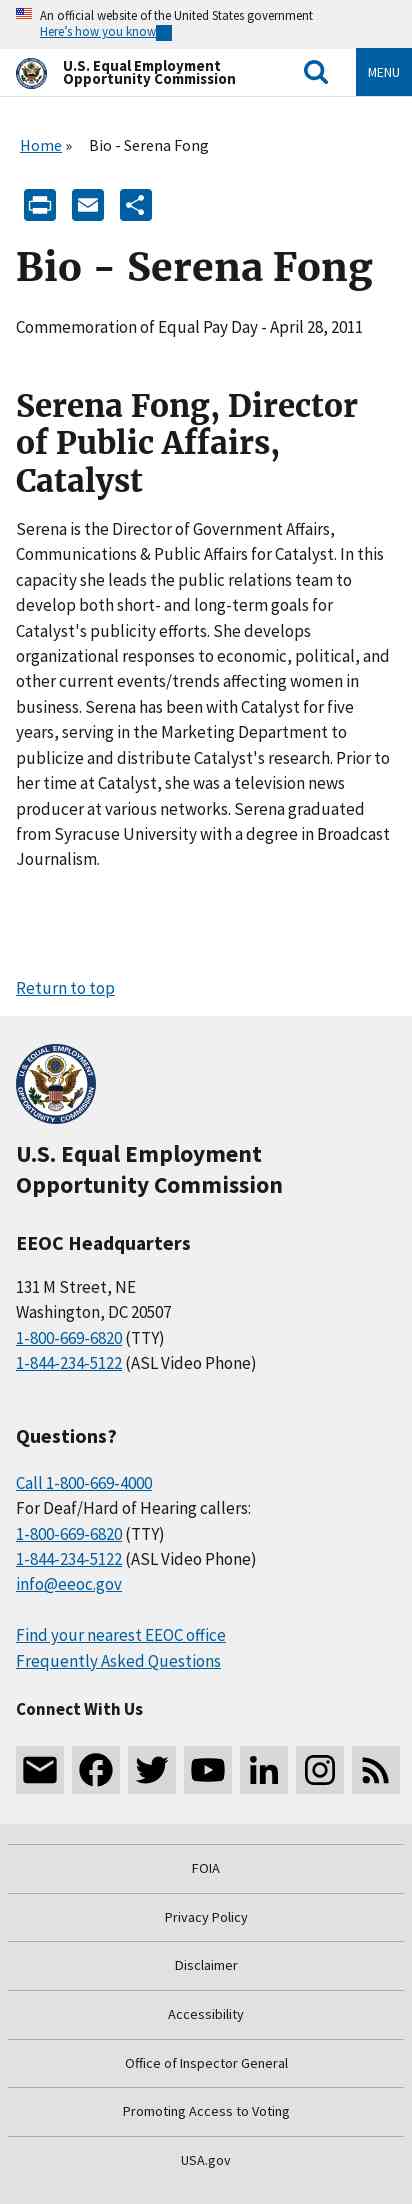 An official website of the United States government
Here's how you know
U.S. Equal Employment
Opportunity Commission
MENU
Home » Bio - Serena Fong
Bio - Serena Fong
Commemoration of Equal Pay Day - April 28, 2011
Serena Fong, Director
of Public Affairs,
Catalyst
Serena is the Director of Government Affairs,
Communications & Public Affairs for Catalyst. In this
capacity she leads the public relations team to
develop both short- and long-term goals for
Catalyst's publicity efforts. She develops
organizational responses to economic, political, and
other current events/trends affecting women in
business. Serena has been with Catalyst for five
years, serving in the Marketing Department to
publicize and distribute Catalyst's research. Prior to
her time at Catalyst, she was a television news
producer at various networks. Serena graduated
from Syracuse University with a degree in Broadcast
Journalism.
Return to top
U.S. EQUAL EMPLOYMENT OPPORTUNITY COMMISSION
U.S. Equal Employment
Opportunity Commission
EEOC Headquarters
131 M Street, NE
Washington, DC 20507
1-800-669-6820 (TTY)
1-844-234-5122 (ASL Video Phone)
Questions?
Call 1-800-669-4000
For Deaf/Hard of Hearing callers:
1-800-669-6820 (TTY)
1-844-234-5122 (ASL Video Phone)
info@eeoc.gov
Find your nearest EEOC office
Frequently Asked Questions
Connect With Us
FOIA
Privacy Policy
Disclaimer
Accessibility
Office of Inspector General
Promoting Access to Voting
USA.gov